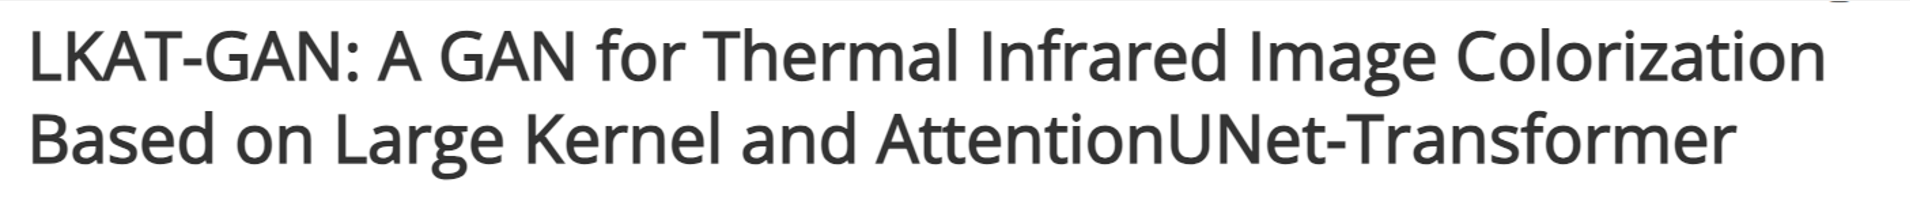 LKAT-GAN: A GAN for Thermal Infrared Image Colorization
Based on Large Kernel and AttentionUNet-Transformer